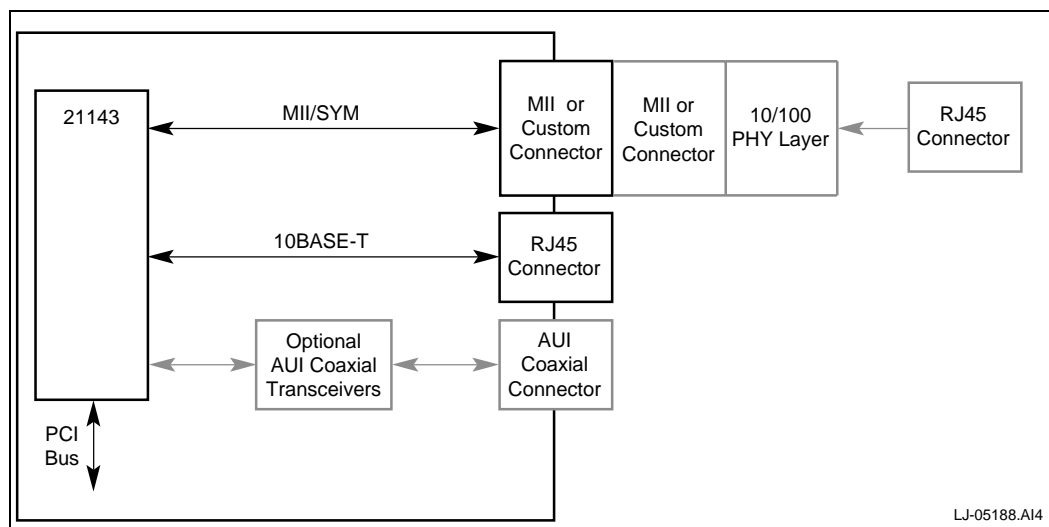 21143
MII/SYM
MII or
Custom
Connector
MII or
Custom
Connector
10/100
PHY Layer
RJ45
Connector
10BASE-T
RJ45
Connector
Optional
AUI Coaxial
Transceivers
AUI
Coaxial
Connector
PCI
Bus
LJ-05188.AI4